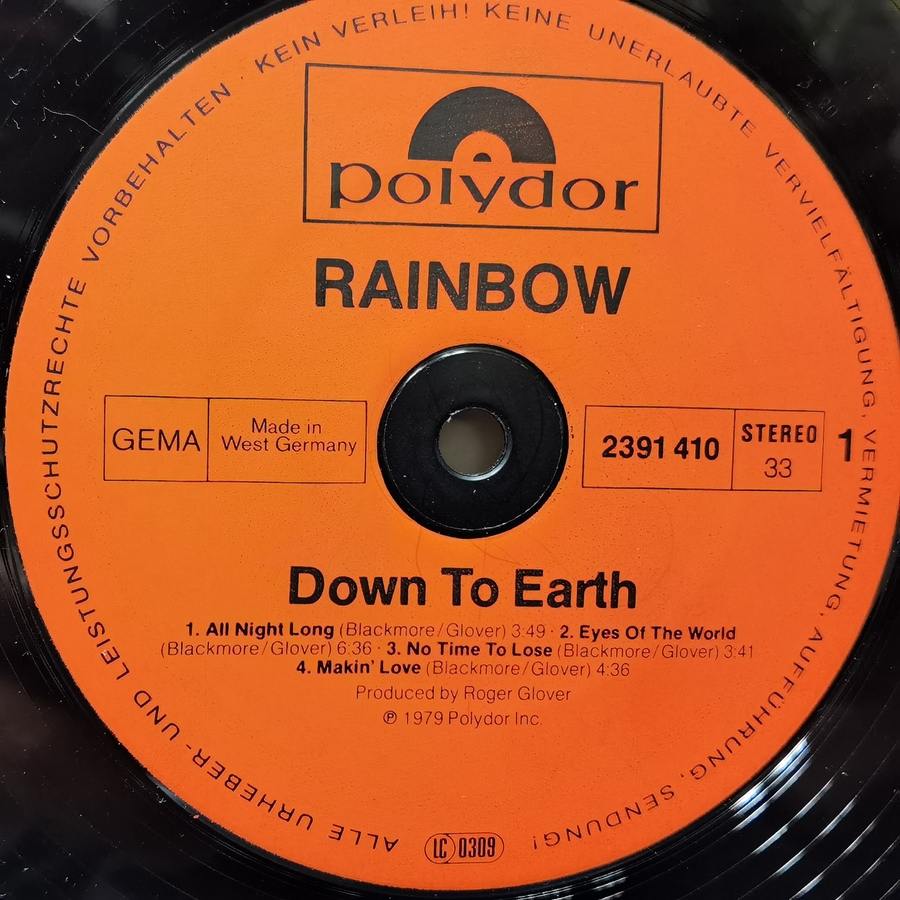 ALLE URHEBER- UND LEISTUNGSSCHUTZRECHTE VORBEHALTEN · KEIN VERLEIH! KEINE UNERLAUBTE VERVIELFÄLTIGUNG, VERMIETUNG, AUFFÜHRUNG, SENDUNG!
polydor
RAINBOW
GEMA
Made in
West Germany
2391 410
STEREO
33
1
Down To Earth
1. All Night Long (Blackmore/Glover) 3:49 · 2. Eyes Of The World
(Blackmore/Glover) 6:36 · 3. No Time To Lose (Blackmore/Glover) 3:41
4. Makin' Love (Blackmore/Glover) 4:36
Produced by Roger Glover
℗ 1979 Polydor Inc.
LC 0309